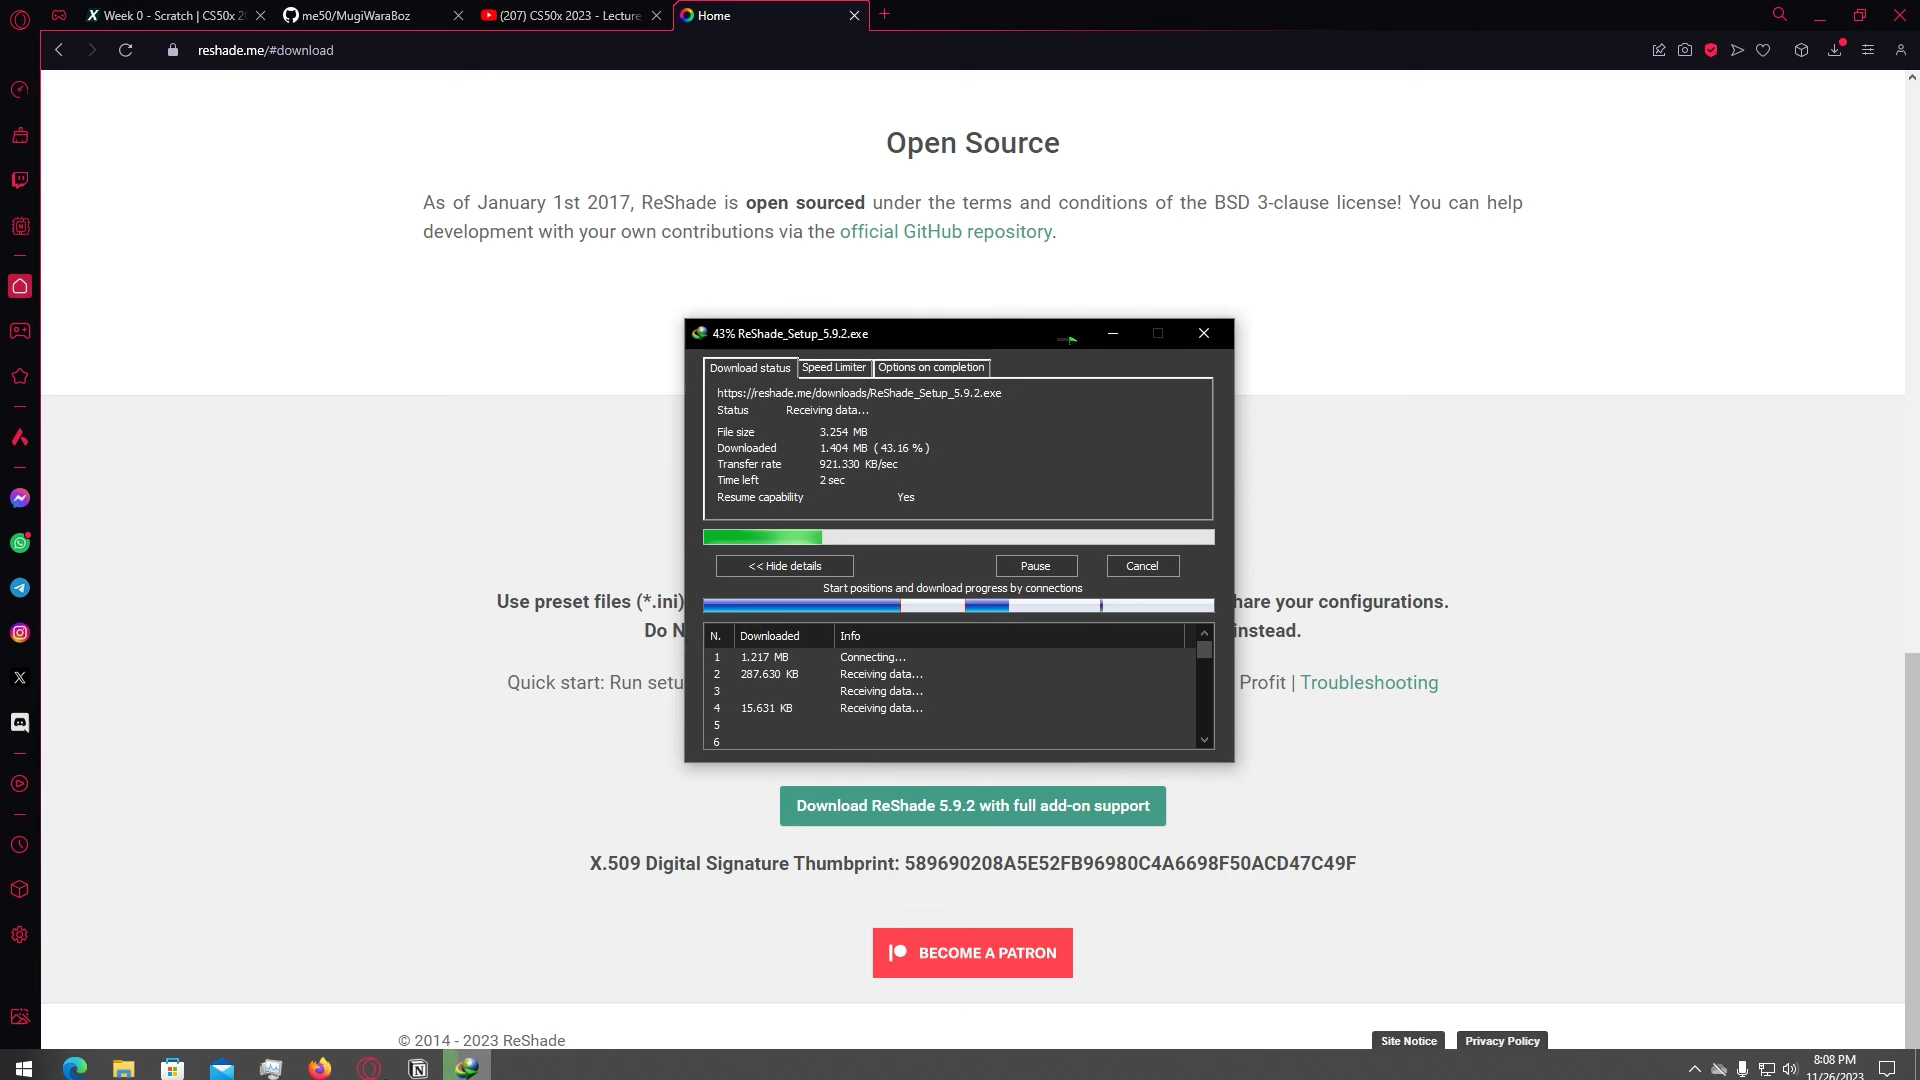 Week 0 - Scratch | CS50x 2
me50/MugiWaraBoz
(207) CS50x 2023 - Lecture
Home
reshade.me/#download
Open Source
As of January 1st 2017, ReShade is open sourced under the terms and conditions of the BSD 3-clause license! You can help
development with your own contributions via the official GitHub repository.
43% ReShade_Setup_5.9.2.exe
Download status
Speed Limiter
Options on completion
https://reshade.me/downloads/ReShade_Setup_5.9.2.exe
Status Receiving data...
File size 3.254 MB
Downloaded 1.404 MB ( 43.16 % )
Transfer rate 921.330 KB/sec
Time left 2 sec
Resume capability Yes
<< Hide details
Pause
Cancel
Start positions and download progress by connections
N. Downloaded Info
1 1.217 MB Connecting...
2 287.630 KB Receiving data...
3 Receiving data...
4 15.631 KB Receiving data...
5
6
Use preset files (*.ini) hare your configurations.
Do N instead.
Quick start: Run setu Profit | Troubleshooting
Download ReShade 5.9.2 with full add-on support
X.509 Digital Signature Thumbprint: 589690208A5E52FB96980C4A6698F50ACD47C49F
BECOME A PATRON
© 2014 - 2023 ReShade
Site Notice
Privacy Policy
8:08 PM
11/26/2023